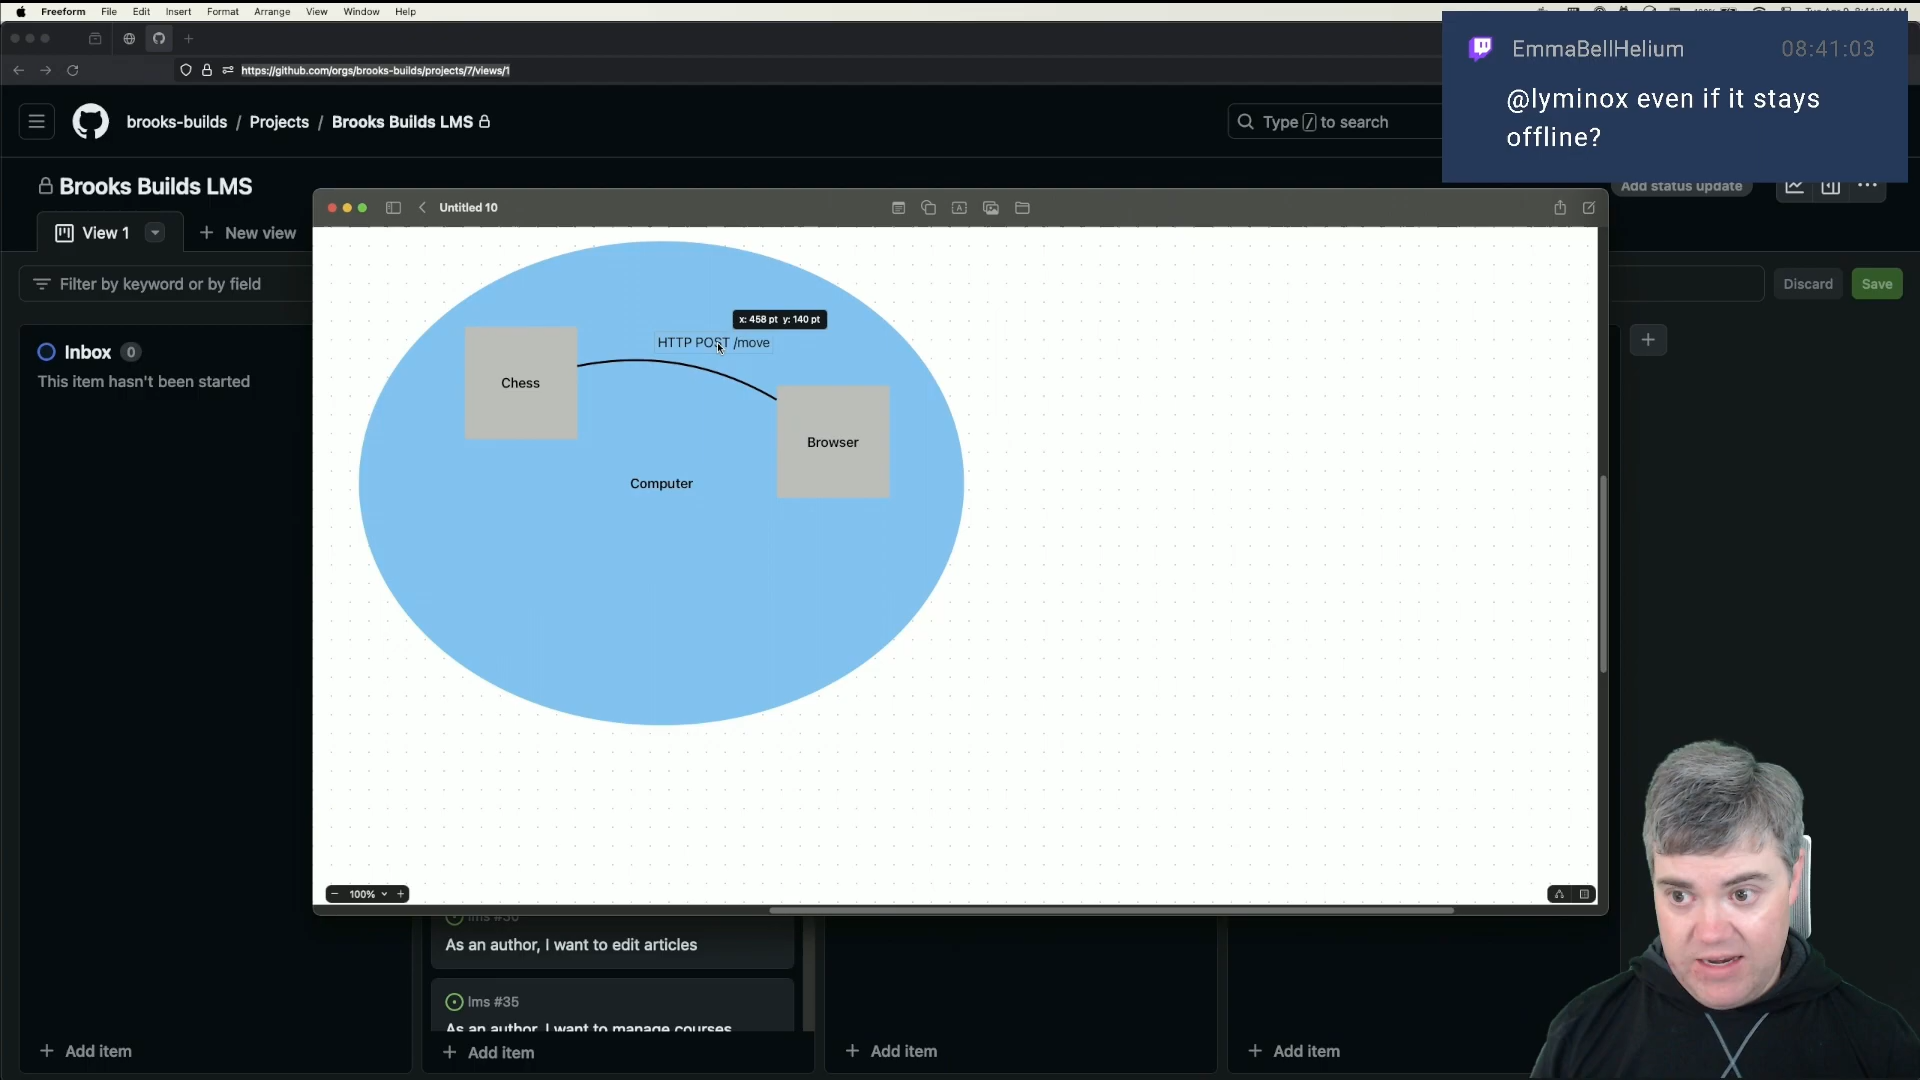 Freeform File Edit Insert Format Arrange View Window Help
https://github.com/orgs/brooks-builds/projects/7/views/1
EmmaBellHelium 08:41:03
@lyminox even if it stays
offline?
brooks-builds / Projects / Brooks Builds LMS
Type / to search
Brooks Builds LMS
Add status update
Untitled 10
View 1
New view
Filter by keyword or by field
Discard
Save
Inbox 0
This item hasn't been started
x: 458 pt y: 140 pt
HTTP POST /move
Chess
Browser
Computer
100%
lms #30
As an author, I want to edit articles
lms #35
As an author, I want to manage courses
Add item
Add item
Add item
Add item